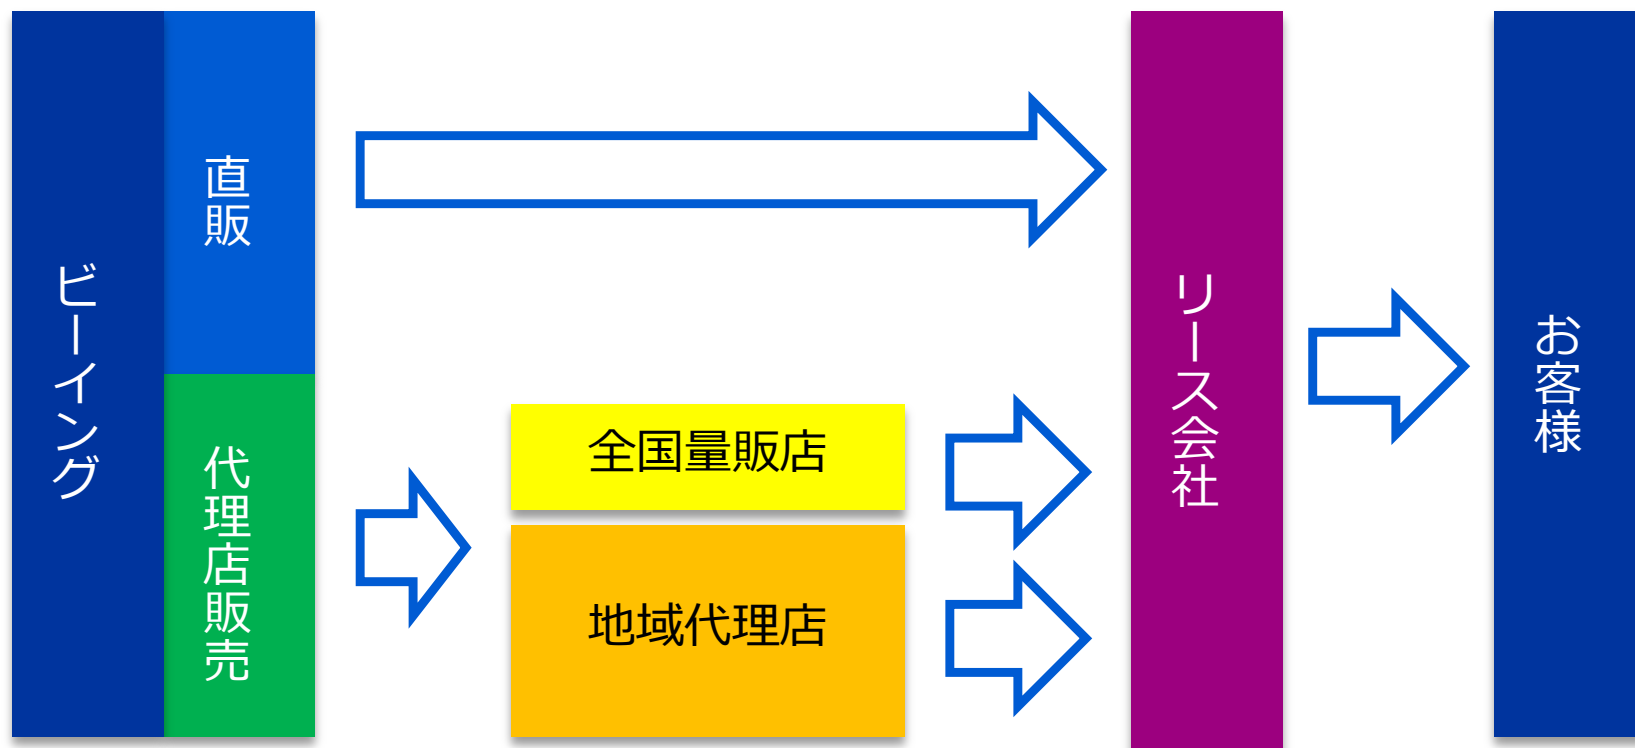 ビーイング
直販
代理店販売
全国量販店
地域代理店
リース会社
お客様